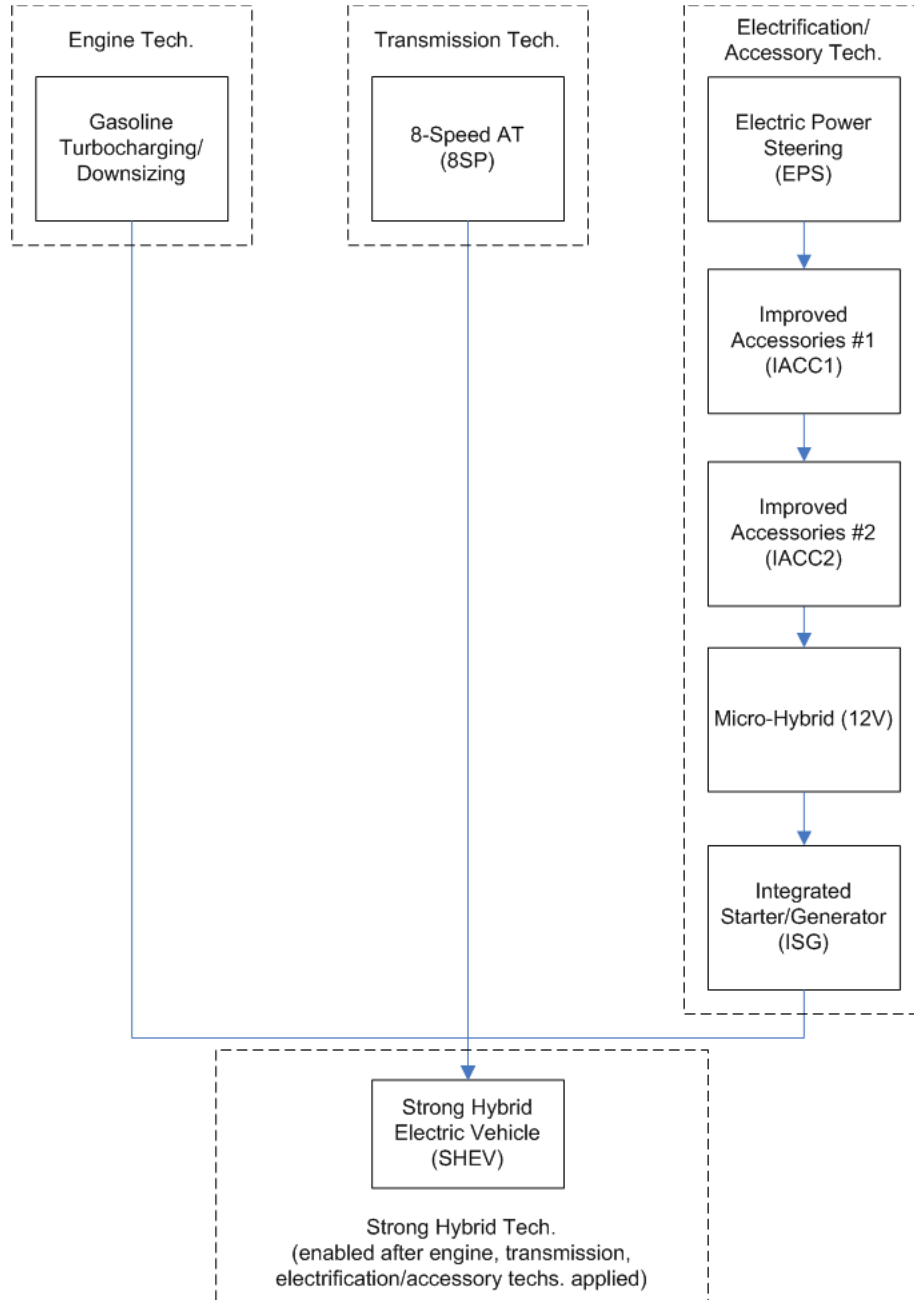 Engine Tech.
Gasoline
Turbocharging/
Downsizing
Transmission Tech.
8-Speed AT
(8SP)
Electrification/
Accessory Tech.
Electric Power
Steering
(EPS)
Improved
Accessories #1
(IACC1)
Improved
Accessories #2
(IACC2)
Micro-Hybrid (12V)
Integrated
Starter/Generator
(ISG)
Strong Hybrid
Electric Vehicle
(SHEV)
Strong Hybrid Tech.
(enabled after engine, transmission,
electrification/accessory techs. applied)